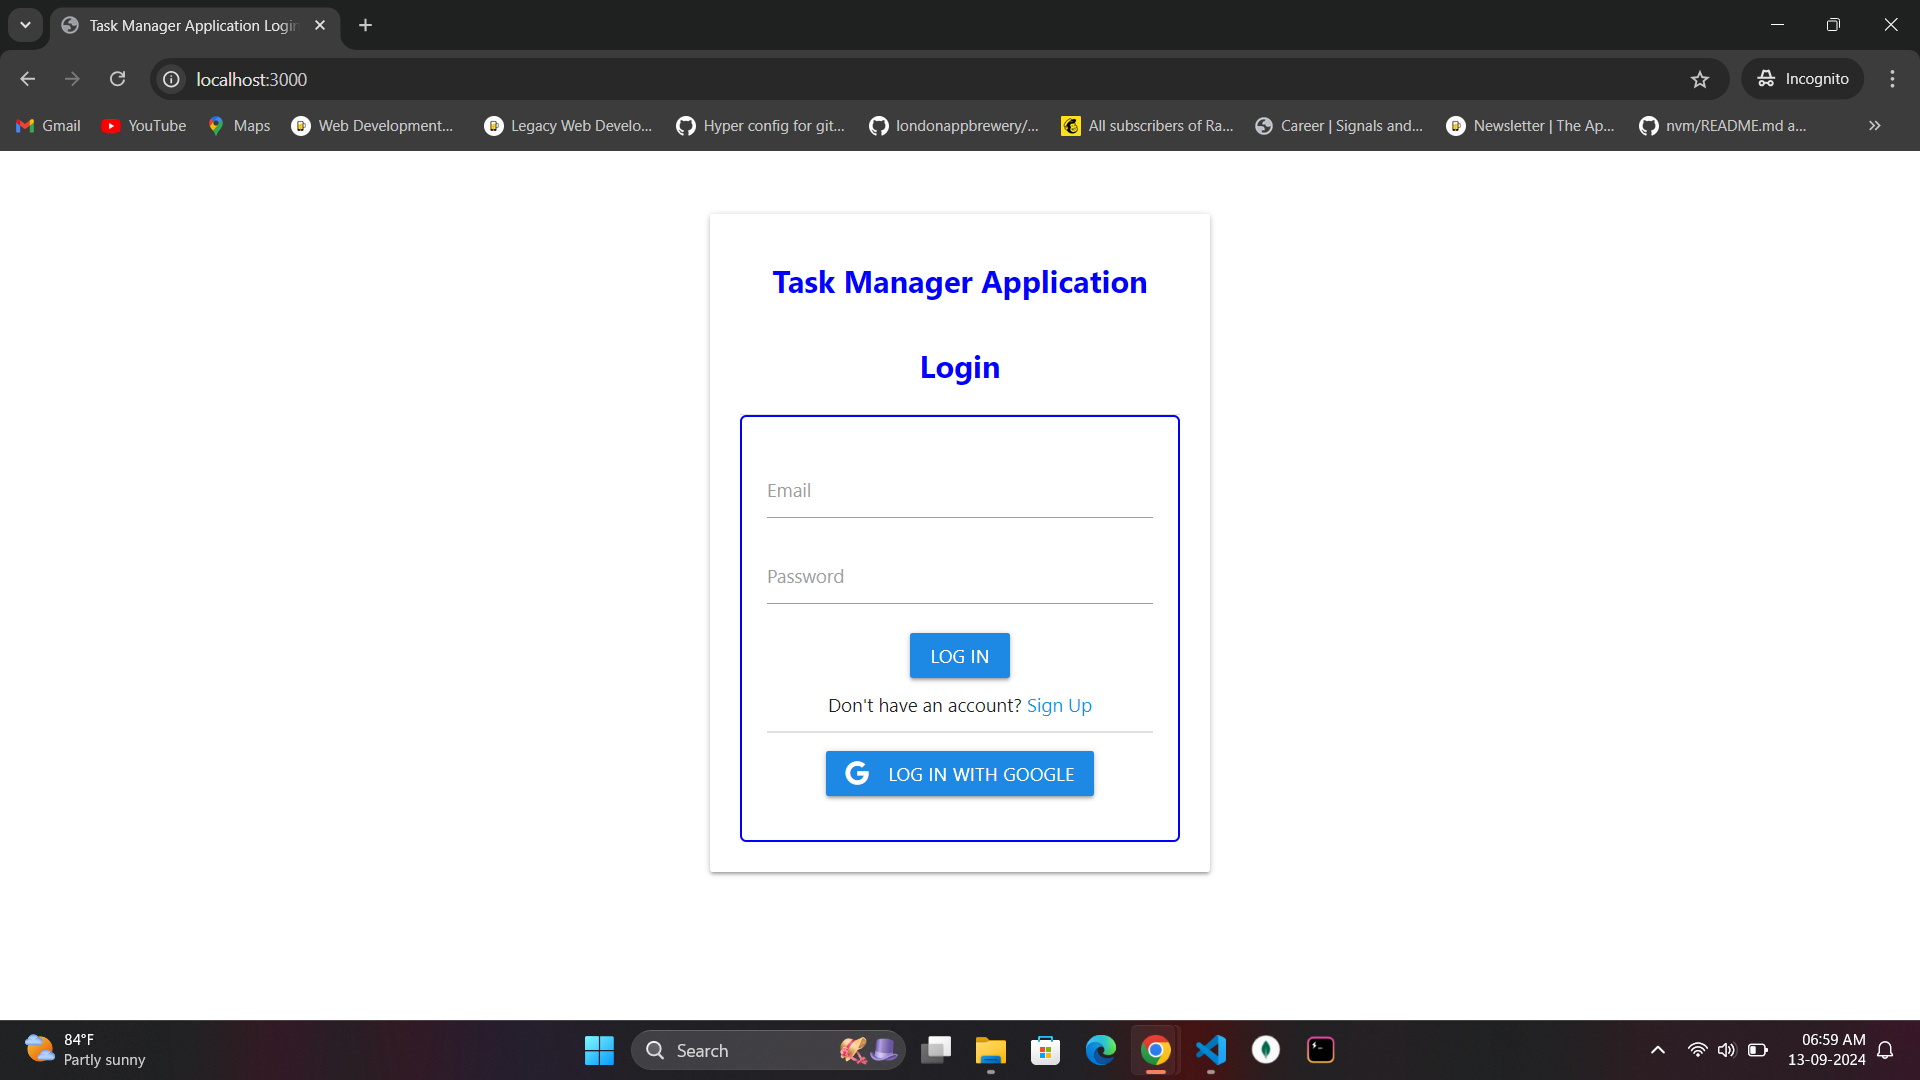 Task Manager Application Login
localhost:3000
Incognito
Gmail
YouTube
Maps
Web Development...
Legacy Web Develo...
Hyper config for git...
londonappbrewery/...
All subscribers of Ra...
Career | Signals and...
Newsletter | The Ap...
nvm/README.md a...
Task Manager Application
Login
Email
Password
LOG IN
Don't have an account? Sign Up
G LOG IN WITH GOOGLE
84°F
Partly sunny
Search
06:59 AM
13-09-2024